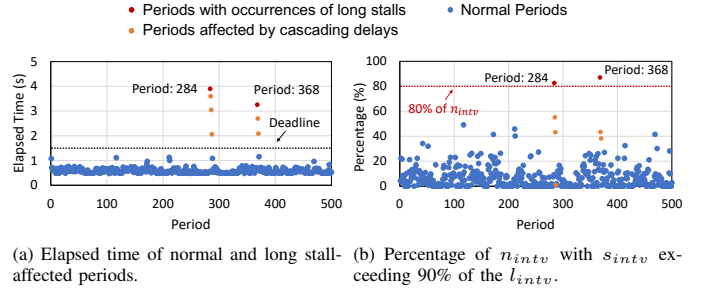 Periods with occurrences of long stalls
Normal Periods
Periods affected by cascading delays
5
4
3
2
1
0
Elapsed Time (s)
Period: 284
Period: 368
Deadline
0 100 200 300 400 500
Period
100
80
60
40
20
0
Percentage (%)
Period: 284
Period: 368
80% of n_intv
0 100 200 300 400 500
Period
(a) Elapsed time of normal and long stall-
affected periods.
(b) Percentage of n_intv with s_intv ex-
ceeding 90% of the l_intv.